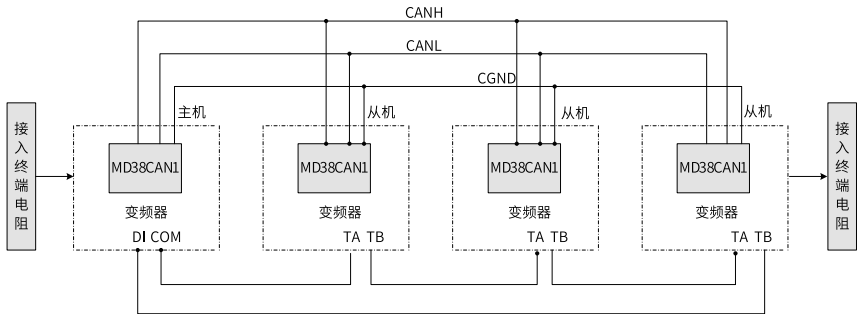 CANH
CANL
CGND
主机
从机
从机
从机
接入终端电阻
MD38CAN1
MD38CAN1
MD38CAN1
MD38CAN1
接入终端电阻
变频器
变频器
变频器
变频器
DI COM
TA TB
TA TB
TA TB